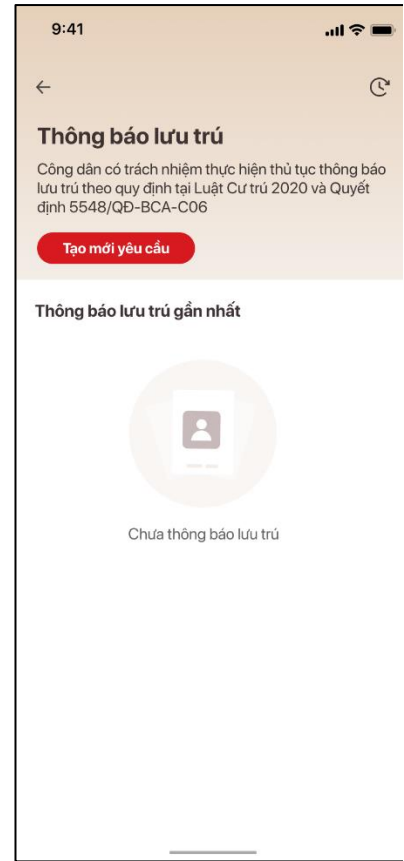 9:41
Thông báo lưu trú
Công dân có trách nhiệm thực hiện thủ tục thông báo
lưu trú theo quy định tại Luật Cư trú 2020 và Quyết
định 5548/QĐ-BCA-C06
Tạo mới yêu cầu
Thông báo lưu trú gần nhất
Chưa thông báo lưu trú